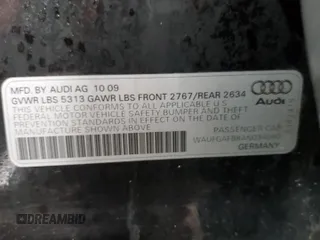 MFD. BY AUDI AG 10 09
GVWR LBS 5313 GAWR LBS FRONT 2767/REAR 2634
THIS VEHICLE CONFORMS TO ALL APPLICABLE U.S.
FEDERAL MOTOR VEHICLE SAFETY, BUMPER AND THEFT
PREVENTION STANDARDS IN EFFECT ON THE DATE OF
MANUFACTURE SHOWN ABOVE.
Audi
PASSENGER CAR
GERMANY
DREAMBID